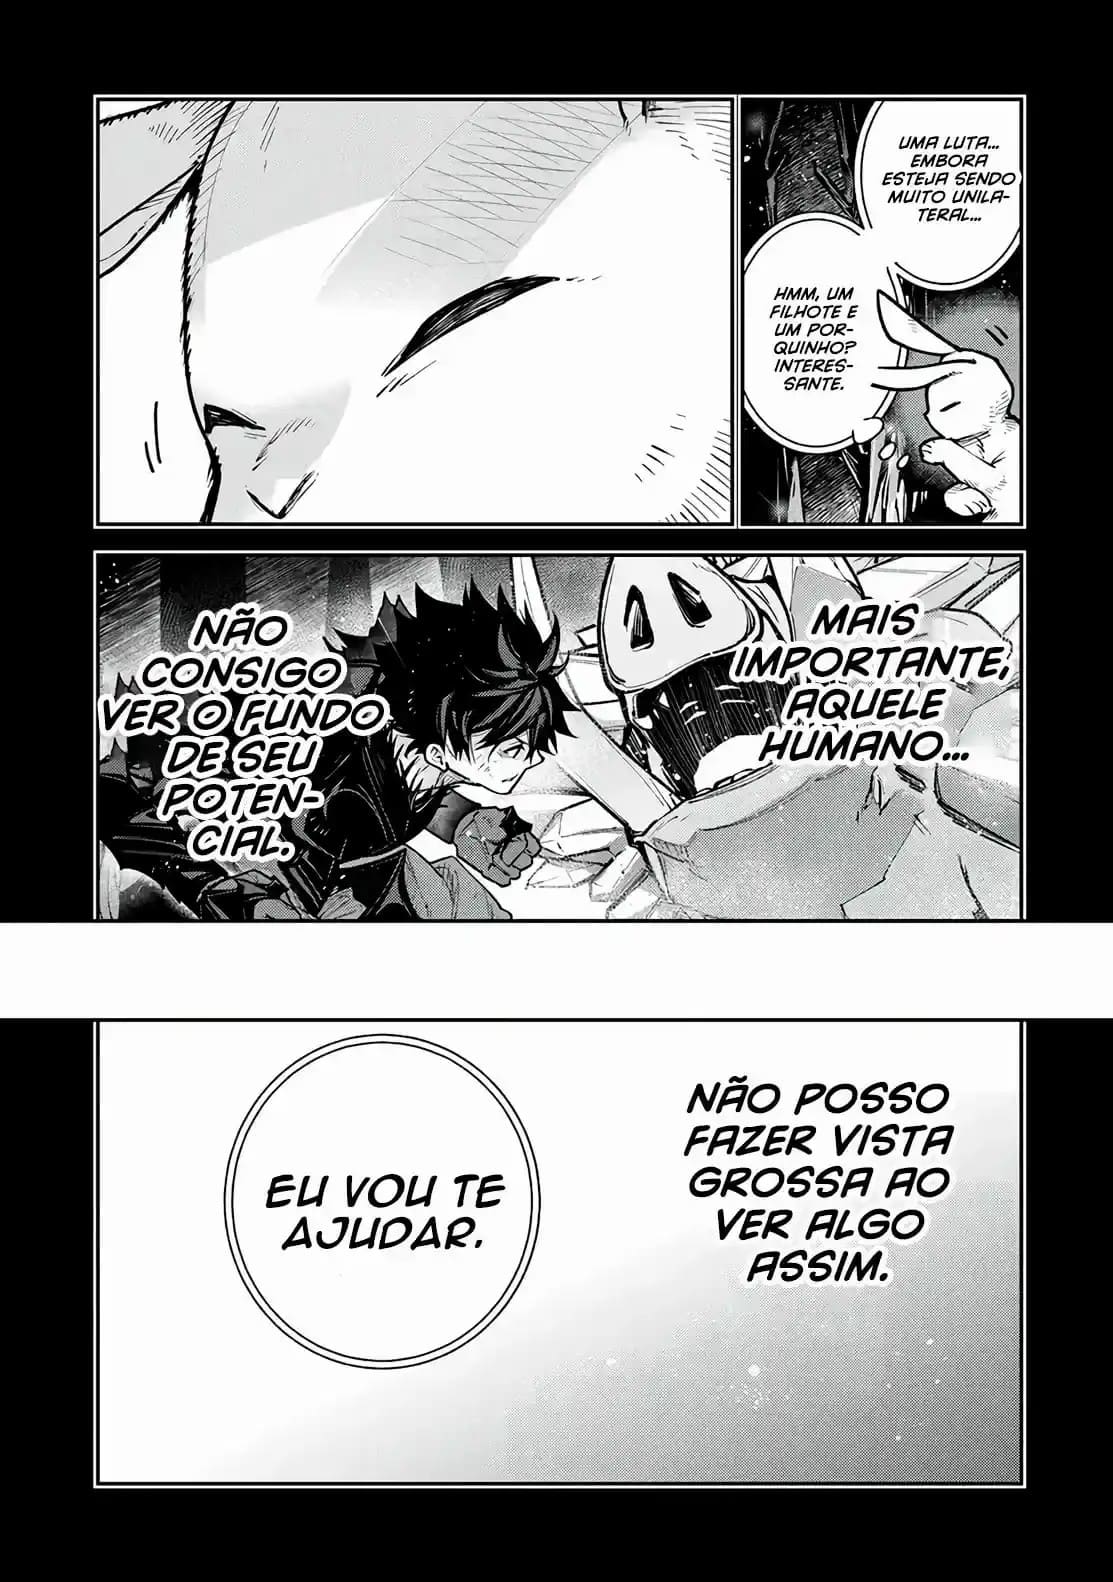 UMA LUTA...
EMBORA
ESTEJA SENDO
MUITO UNILA-
TERAL...
HMM, UM
FILHOTE E
UM POR-
QUINHO?
INTERES-
SANTE.
MAIS
IMPORTANTE,
AQUELE
HUMANO...
NÃO
CONSIGO
VER O FUNDO
DE SEU
POTEN-
CIAL.
NÃO POSSO
FAZER VISTA
GROSSA AO
VER ALGO
ASSIM.
EU VOU TE
AJUDAR.